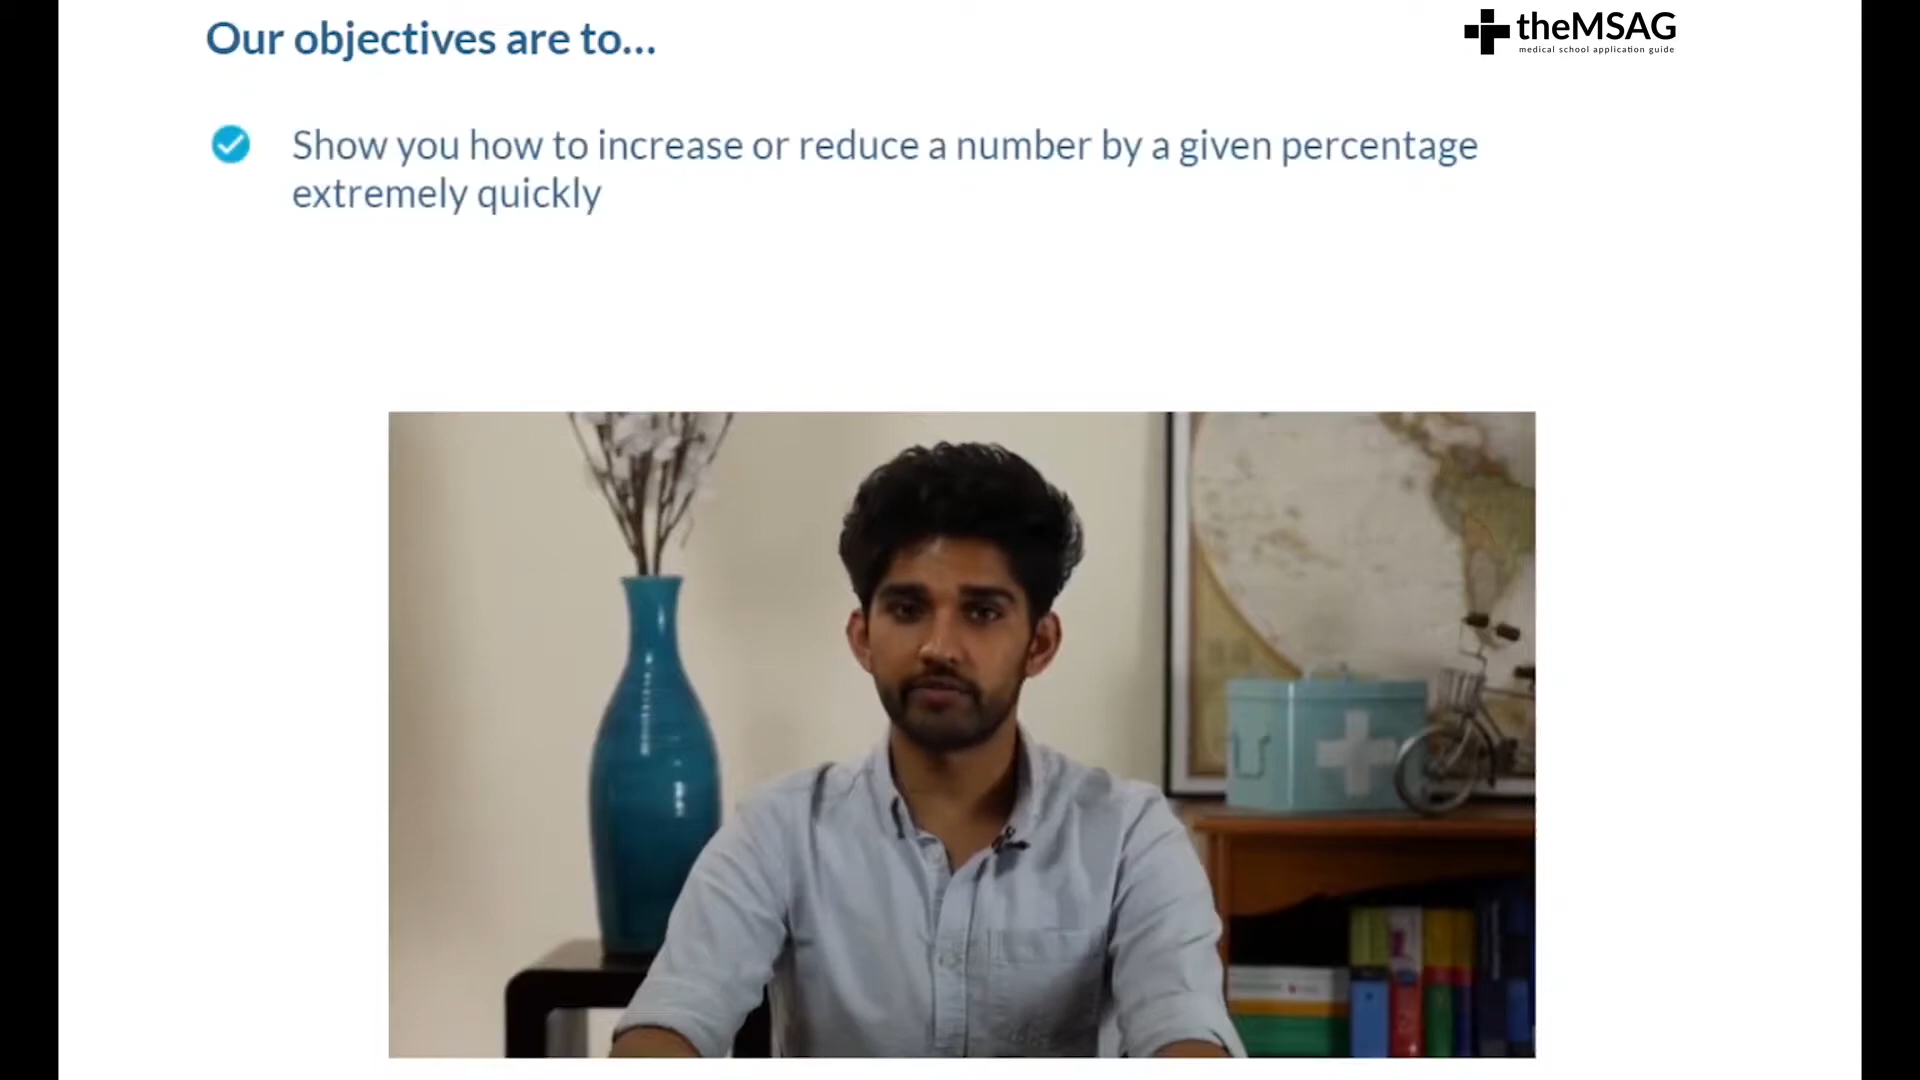 Our objectives are to...
theMSAG
medical school application guide
Show you how to increase or reduce a number by a given percentage
extremely quickly